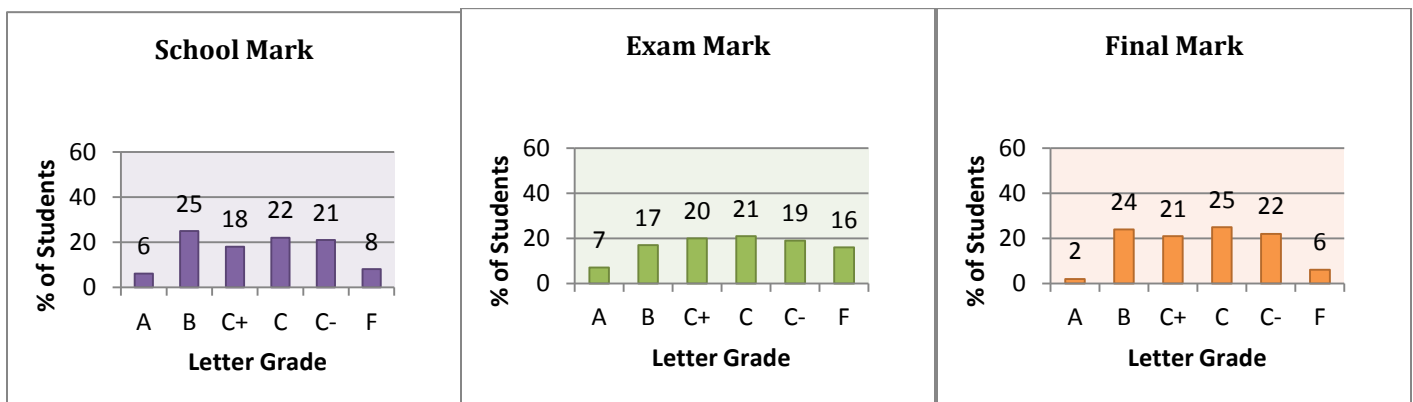 School Mark
% of Students
60
40
20
0
6
25
18
22
21
8
A B C+ C C- F
Letter Grade
Exam Mark
% of Students
60
40
20
0
7
17
20
21
19
16
A B C+ C C- F
Letter Grade
Final Mark
% of Students
60
40
20
0
2
24
21
25
22
6
A B C+ C C- F
Letter Grade